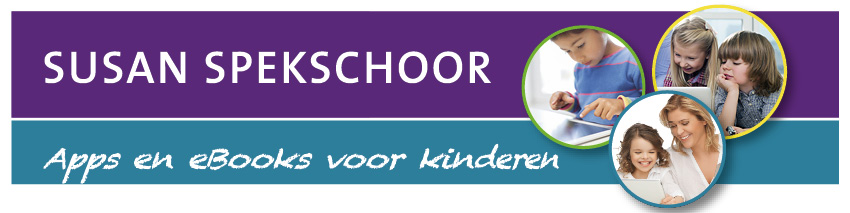 SUSAN SPEKSCHOOR
Apps en eBooks voor kinderen